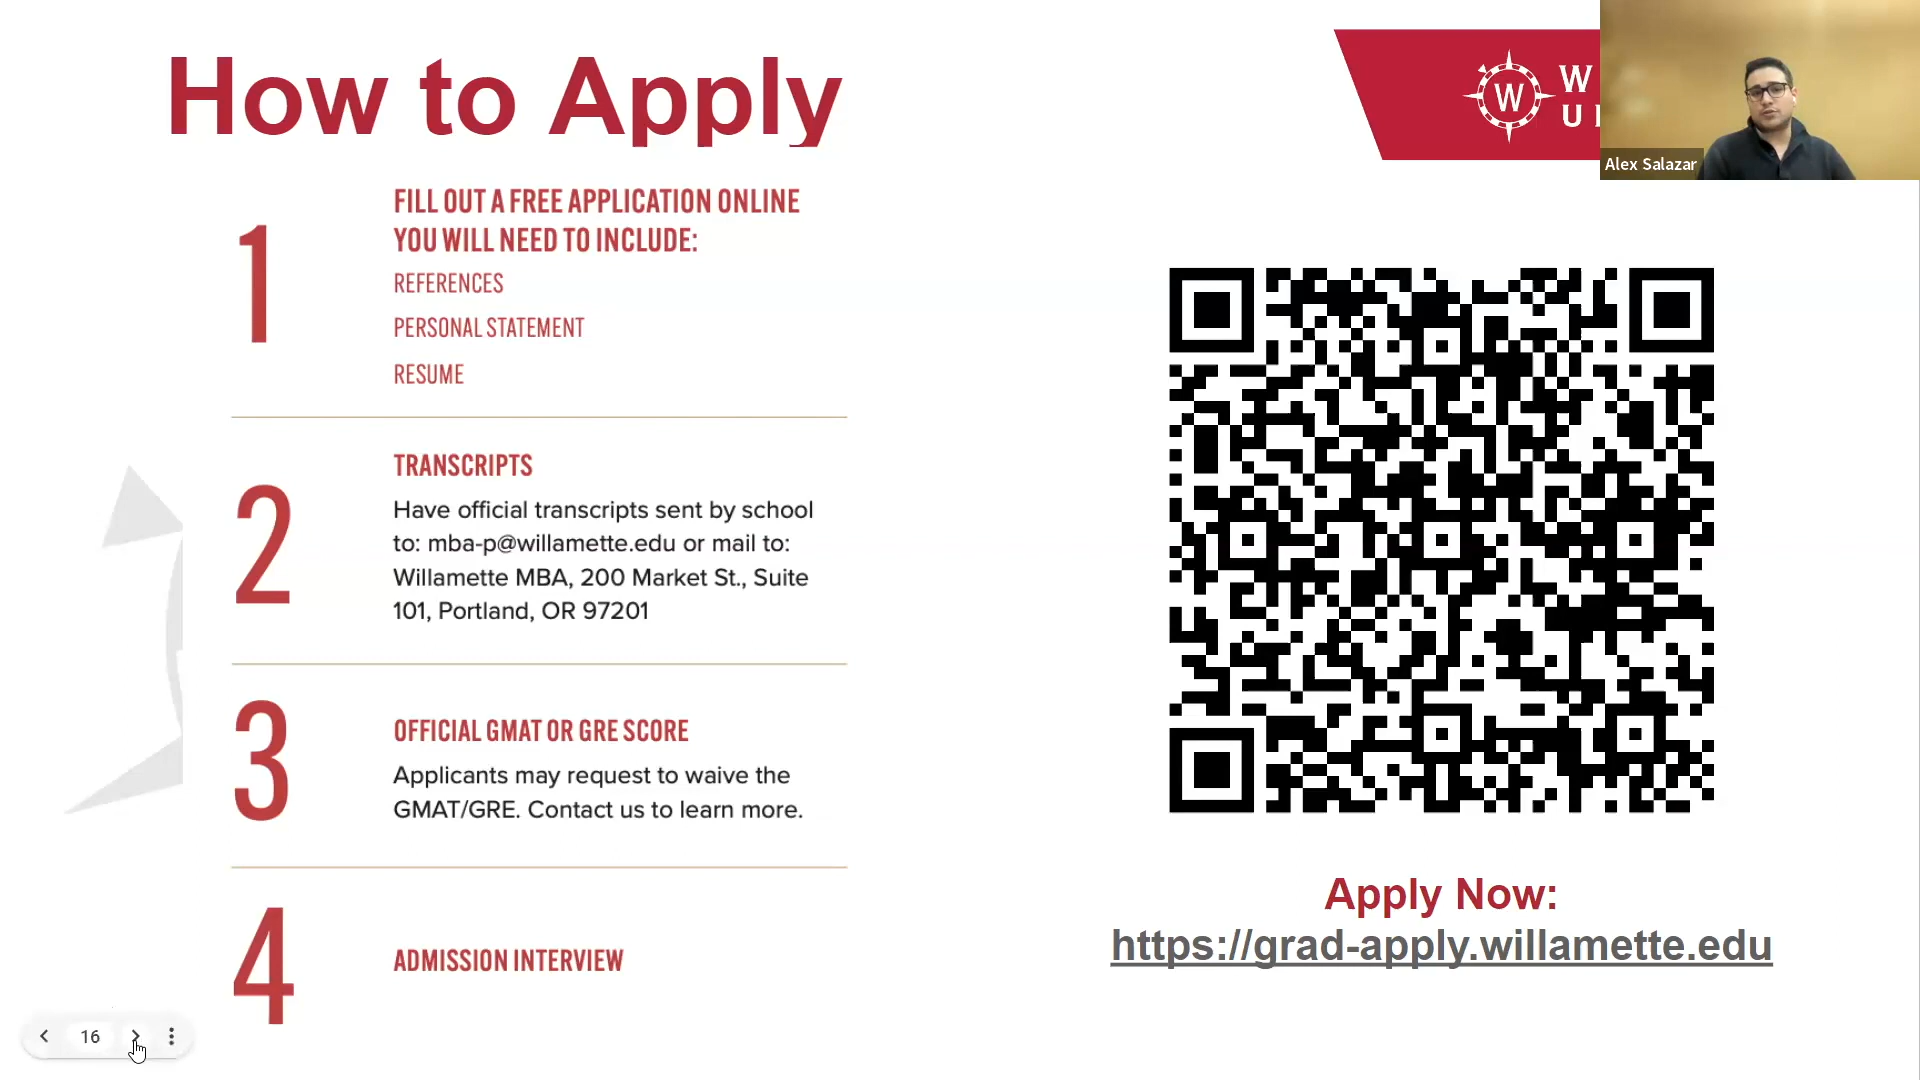 How to Apply
W
W
U
Alex Salazar
1
FILL OUT A FREE APPLICATION ONLINE
YOU WILL NEED TO INCLUDE:
REFERENCES
PERSONAL STATEMENT
RESUME
2
TRANSCRIPTS
Have official transcripts sent by school
to: mba-p@willamette.edu or mail to:
Willamette MBA, 200 Market St., Suite
101, Portland, OR 97201
3
OFFICIAL GMAT OR GRE SCORE
Applicants may request to waive the
GMAT/GRE. Contact us to learn more.
4
ADMISSION INTERVIEW
Apply Now:
https://grad-apply.willamette.edu
16